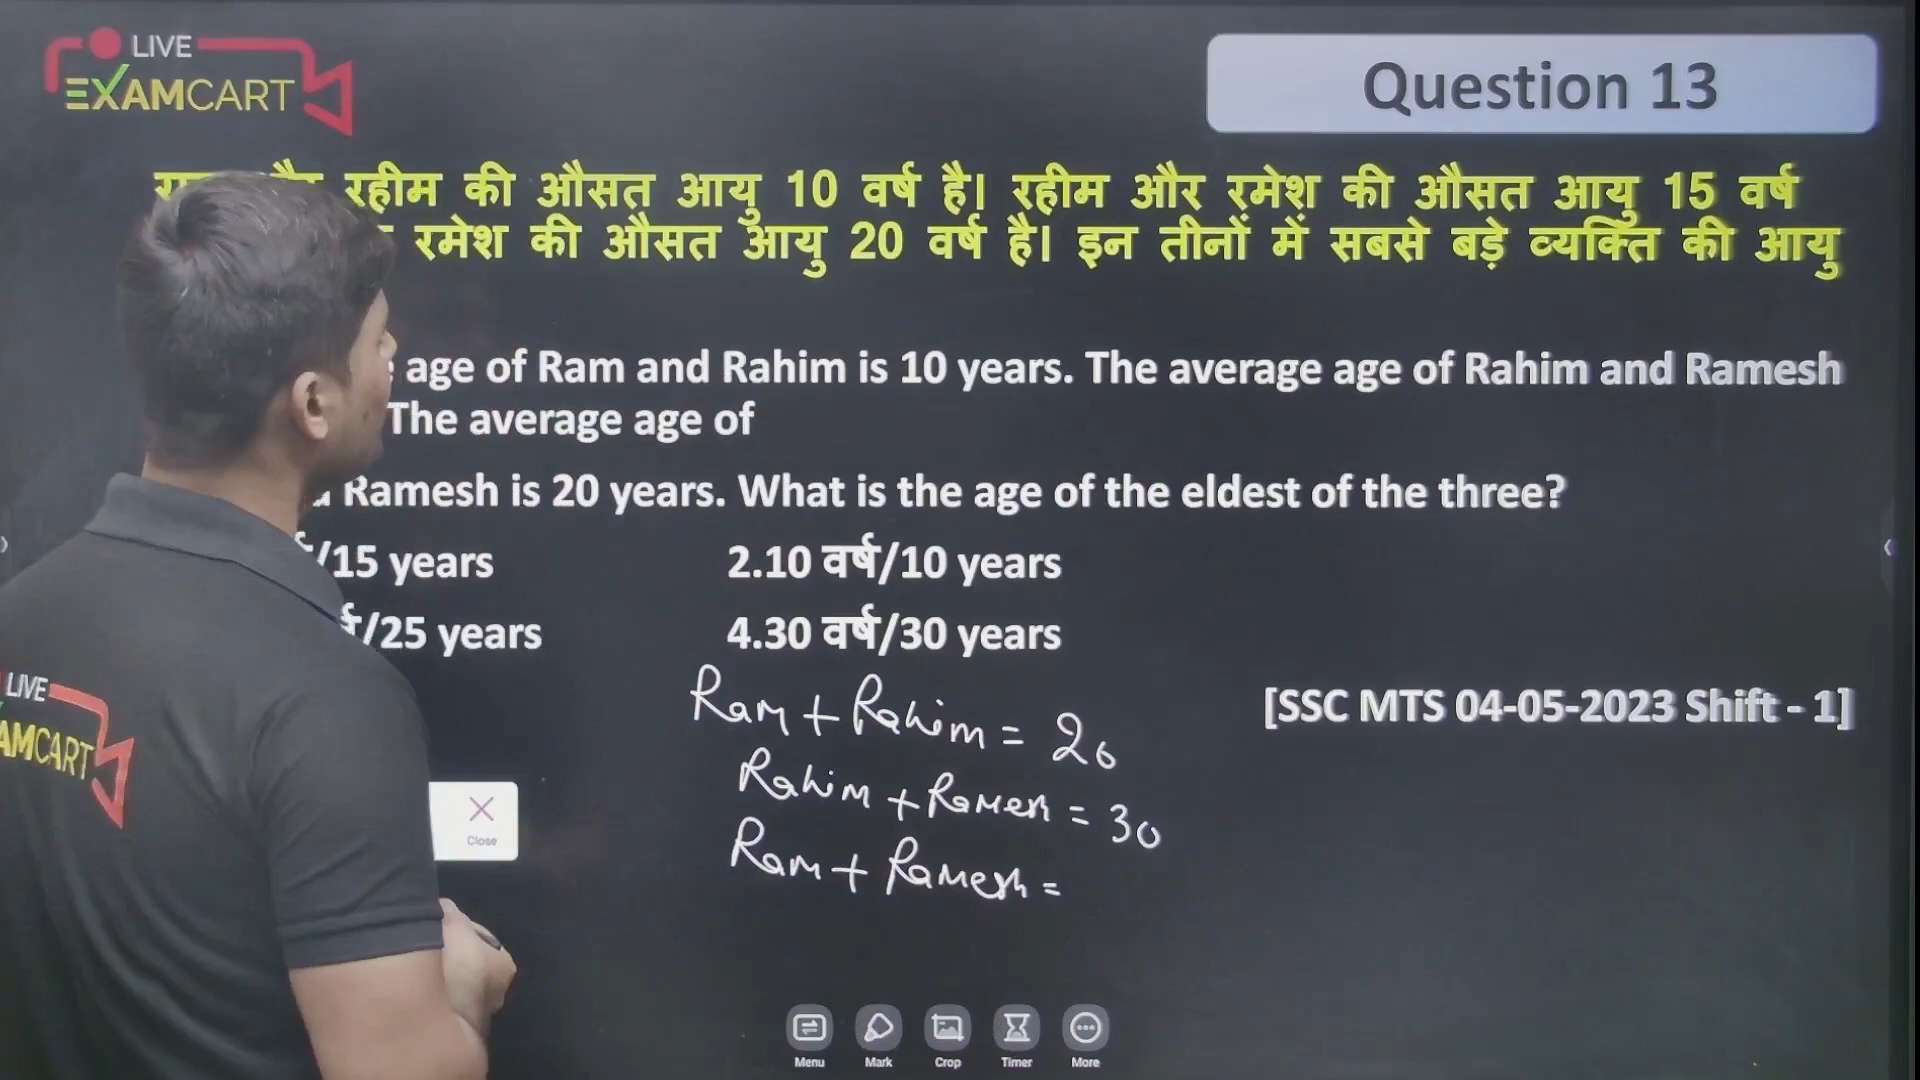 LIVE
EXAMCART
Question 13
रहीम की औसत आयु 10 वर्ष है। रहीम और रमेश की औसत आयु 15 वर्ष
रमेश की औसत आयु 20 वर्ष है। इन तीनों में सबसे बड़े व्यक्ति की आयु
age of Ram and Rahim is 10 years. The average age of Rahim and Ramesh
The average age of
Ramesh is 20 years. What is the age of the eldest of the three?
/15 years 2.10 वर्ष/10 years
/25 years 4.30 वर्ष/30 years
[SSC MTS 04-05-2023 Shift - 1]
Ram + Rahim = 20
Rahim + Ramesh = 30
Ram + Ramesh =
LIVE
AMCART
Close
Menu Mark Crop Timer More